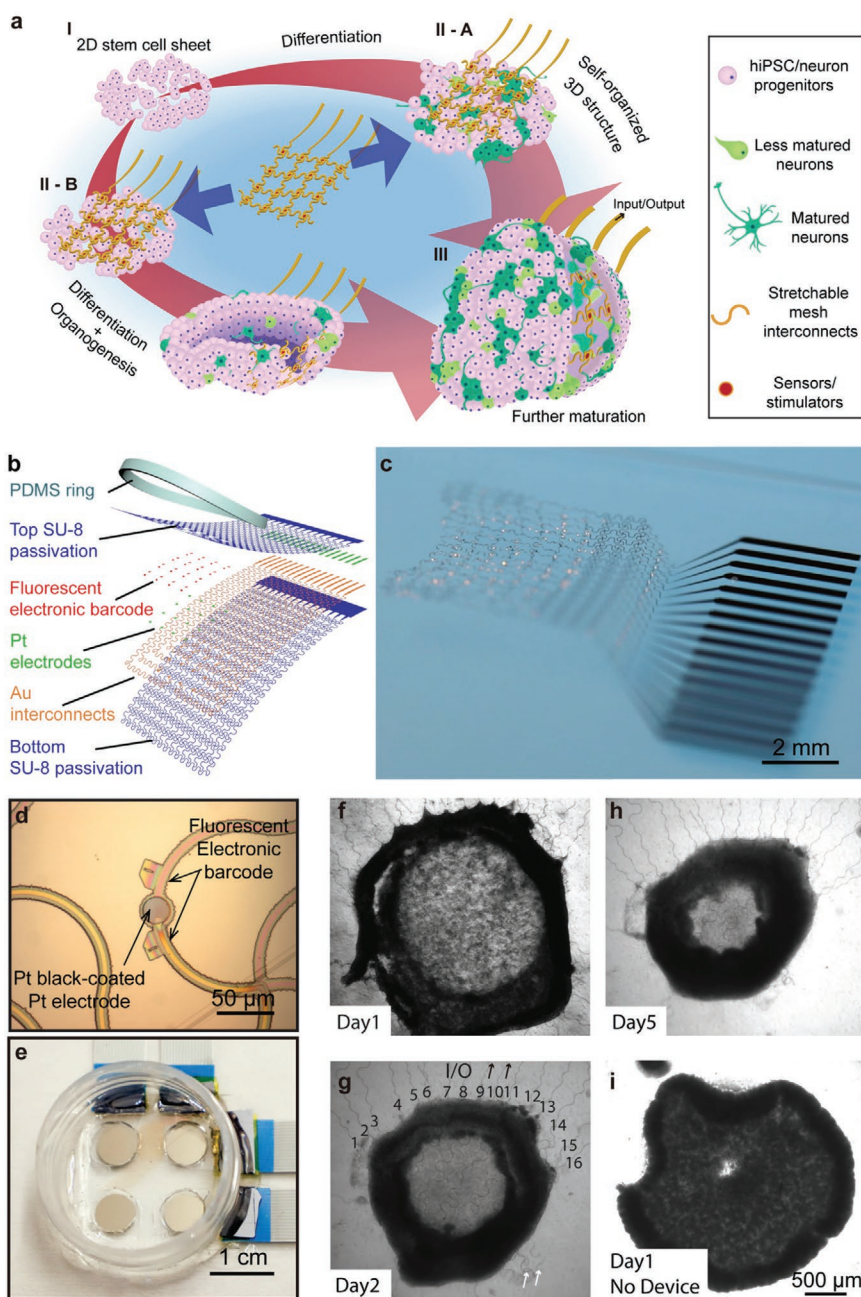 a
I
2D stem cell sheet
Differentiation
II - A
Self-organized
3D structure
II - B
Differentiation
+
Organogenesis
Input/Output
III
Further maturation
hiPSC/neuron
progenitors
Less matured
neurons
Matured
neurons
Stretchable
mesh
interconnects
Sensors/
stimulators
b
PDMS ring
Top SU-8
passivation
Fluorescent
electronic barcode
Pt
electrodes
Au
interconnects
Bottom
SU-8 passivation
c
2 mm
d
Fluorescent
Electronic
barcode
Pt black-coated
Pt electrode
50 µm
e
1 cm
f
Day1
h
Day5
g
I/O
1 2 3 4 5 6 7 8 9 10 11 12 13 14 15 16
Day2
i
Day1
No Device
500 µm